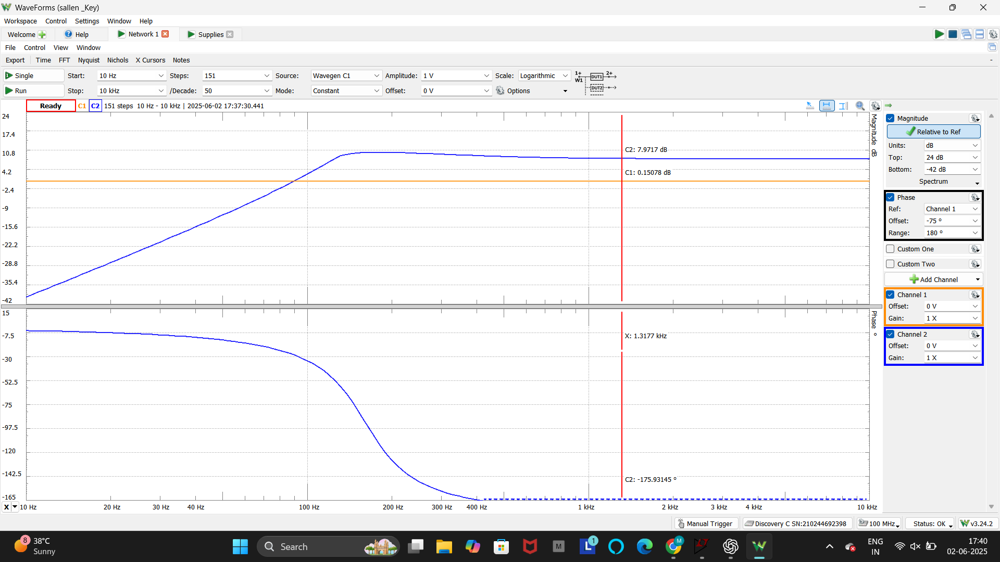 WaveForms (sallen _Key)
Workspace Control Settings Window Help
Welcome Help Network 1 Supplies
File Control View Window
Export Time FFT Nyquist Nichols X Cursors Notes
Single Start: 10 Hz Steps: 151 Source: Wavegen C1 Amplitude: 1 V Scale: Logarithmic 1+ W1 DUT1 2+
Run Stop: 10 kHz /Decade: 50 Mode: Constant Offset: 0 V Options DUT2
Ready C1 C2 151 steps 10 Hz - 10 kHz | 2025-06-02 17:37:30.441
24
17.4
10.8
4.2
-2.4
-9
-15.6
-22.2
-28.8
-35.4
-42
Magnitude dB
C2: 7.9717 dB
C1: 0.15078 dB
15
-7.5
-30
-52.5
-75
-97.5
-120
-142.5
-165
Phase °
X: 1.3177 kHz
C2: -175.93145 °
X 10 Hz 20 Hz 30 Hz 40 Hz 100 Hz 200 Hz 300 Hz 400 Hz 1 kHz 2 kHz 3 kHz 4 kHz 10 kHz
Magnitude
Relative to Ref
Units: dB
Top: 24 dB
Bottom: -42 dB
Spectrum
Phase
Ref: Channel 1
Offset: -75 °
Range: 180 °
Custom One
Custom Two
Add Channel
Channel 1
Offset: 0 V
Gain: 1 X
Channel 2
Offset: 0 V
Gain: 1 X
Manual Trigger Discovery C SN:210244692398 100 MHz Status: OK v3.24.2
8 38°C
Sunny
Search
M
L 1
M
ENG
IN
17:40
02-06-2025